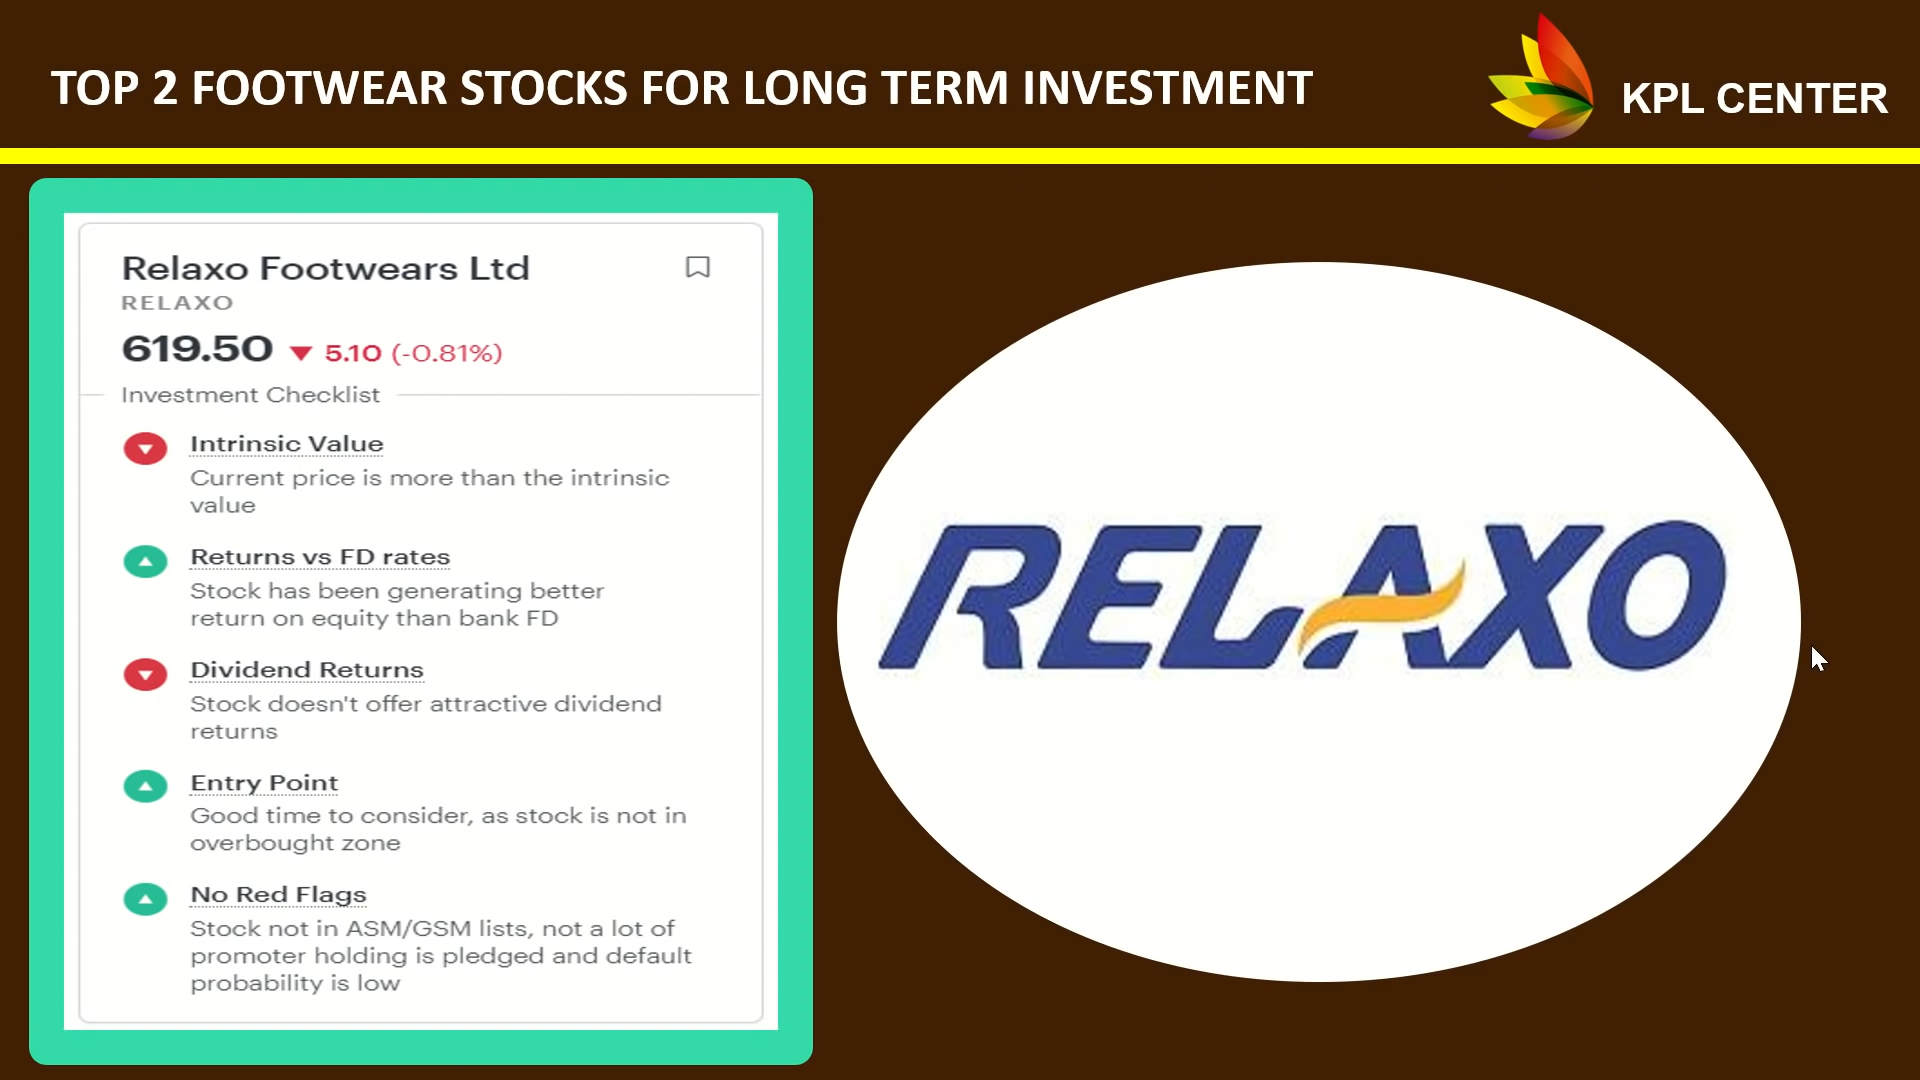 TOP 2 FOOTWEAR STOCKS FOR LONG TERM INVESTMENT
KPL CENTER
Relaxo Footwears Ltd
RELAXO
619.50 ▼ 5.10 (-0.81%)
Investment Checklist
Intrinsic Value
Current price is more than the intrinsic
value
Returns vs FD rates
Stock has been generating better
return on equity than bank FD
Dividend Returns
Stock doesn't offer attractive dividend
returns
Entry Point
Good time to consider, as stock is not in
overbought zone
No Red Flags
Stock not in ASM/GSM lists, not a lot of
promoter holding is pledged and default
probability is low
RELAXO